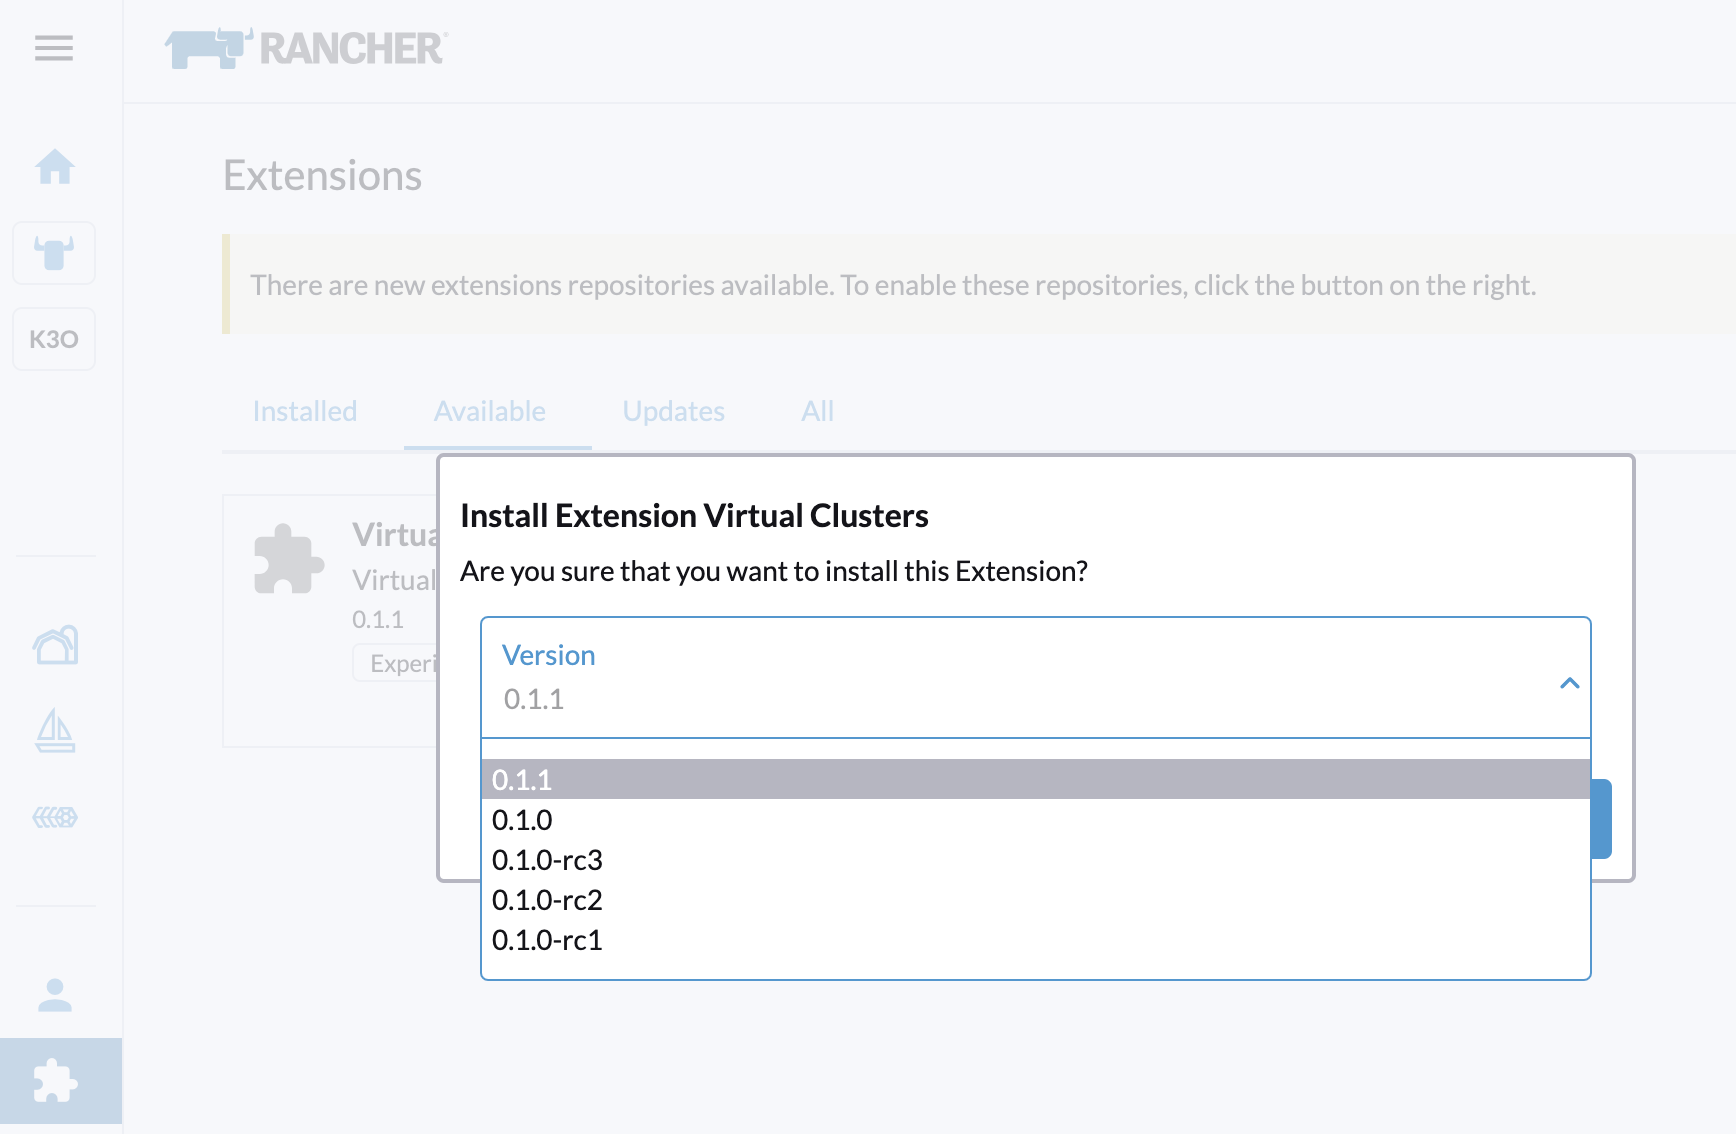 RANCHER
Extensions
There are new extensions repositories available. To enable these repositories, click the button on the right.
K3O
Installed Available Updates All
Virtua
Virtual
0.1.1
Experi
Install Extension Virtual Clusters
Are you sure that you want to install this Extension?
Version
0.1.1
0.1.1
0.1.0
0.1.0-rc3
0.1.0-rc2
0.1.0-rc1